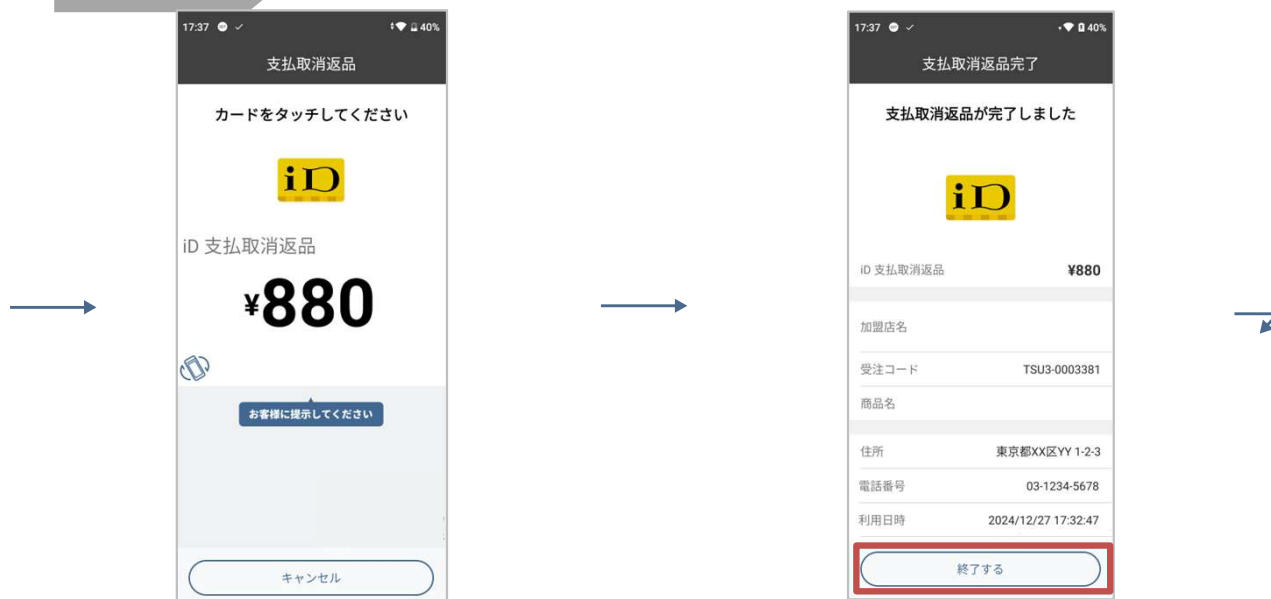 17:37 40%
支払取消返品
カードをタッチしてください
iD
iD 支払取消返品
¥880
お客様に提示してください
キャンセル
17:37 40%
支払取消返品完了
支払取消返品が完了しました
iD
iD 支払取消返品 ¥880
加盟店名
受注コード TSU3-0003381
商品名
住所 東京都XX区YY 1-2-3
電話番号 03-1234-5678
利用日時 2024/12/27 17:32:47
終了する